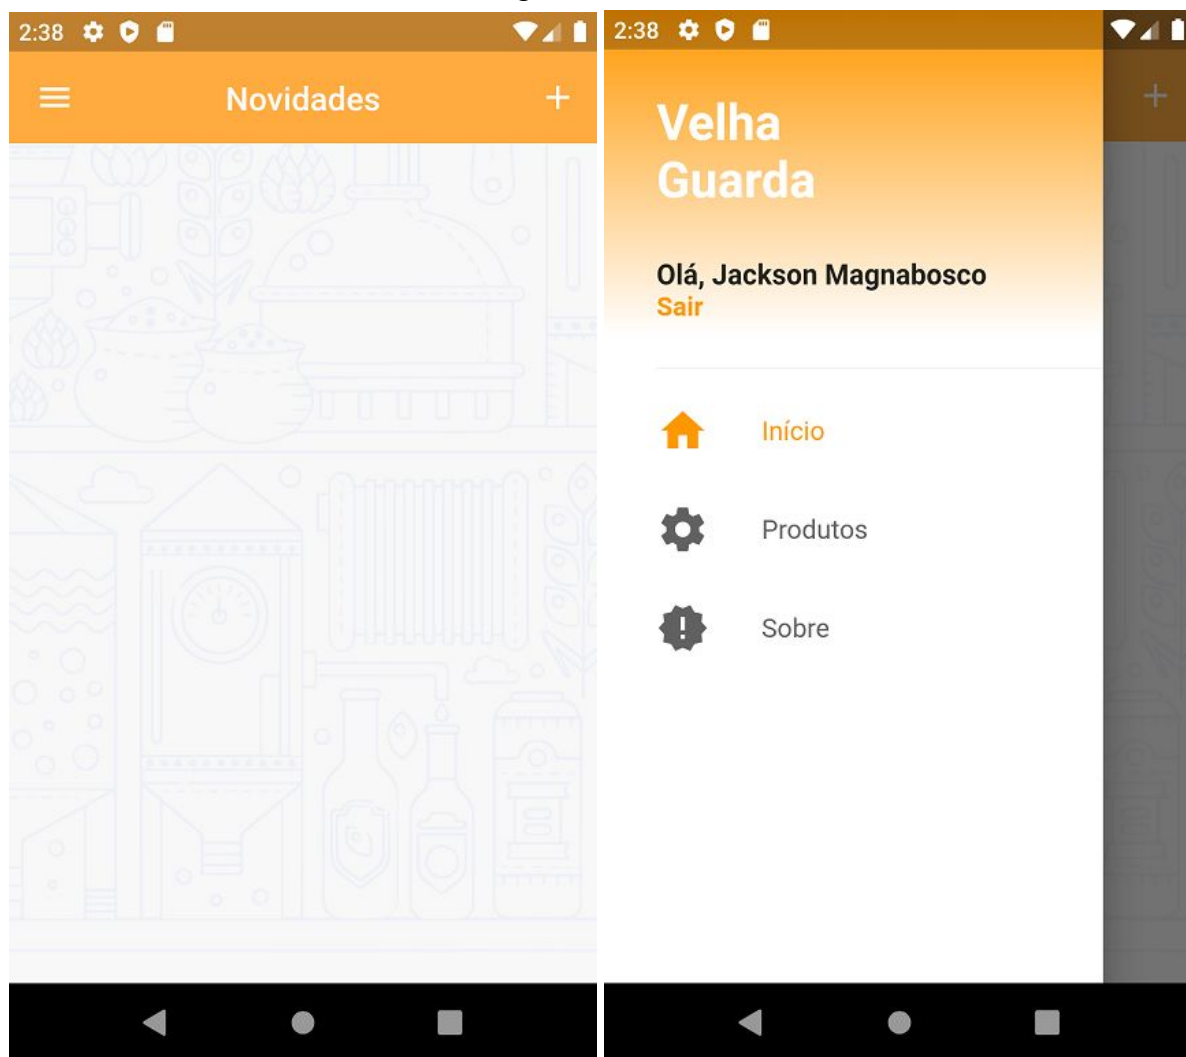 2:38
Novidades
2:38
Velha
Guarda
Olá, Jackson Magnabosco
Sair
Início
Produtos
Sobre